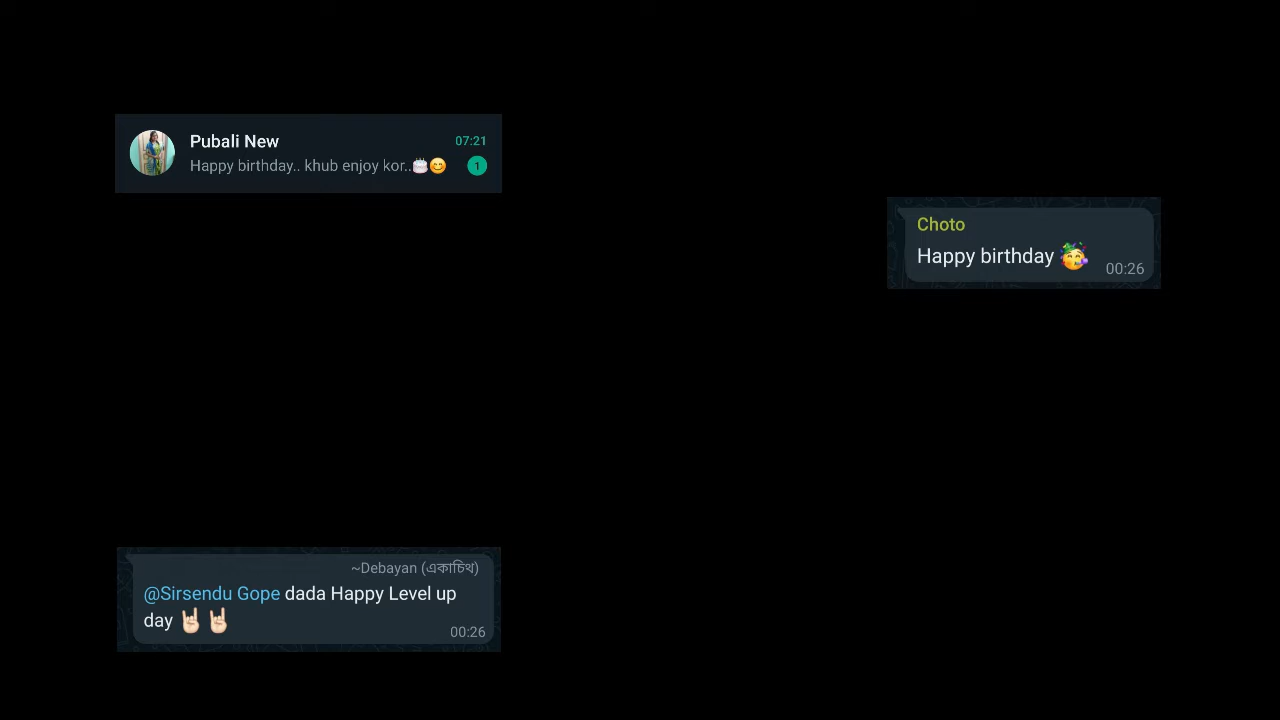 Pubali New
07:21
Happy birthday.. khub enjoy kor..🎂😊
1
Choto
Happy birthday 🥳
00:26
~Debayan (একাচিথ)
@Sirsendu Gope dada Happy Level up
day 🤘🏻 🤘🏻
00:26